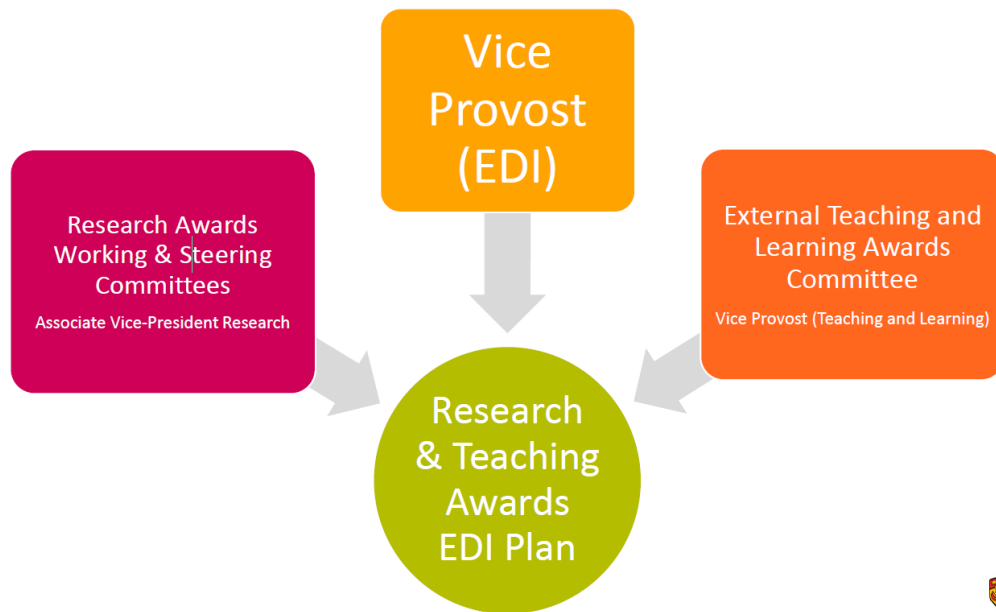 Vice
Provost
(EDI)
Research Awards
Working & Steering
Committees
Associate Vice-President Research
External Teaching and
Learning Awards
Committee
Vice Provost (Teaching and Learning)
Research
& Teaching
Awards
EDI Plan